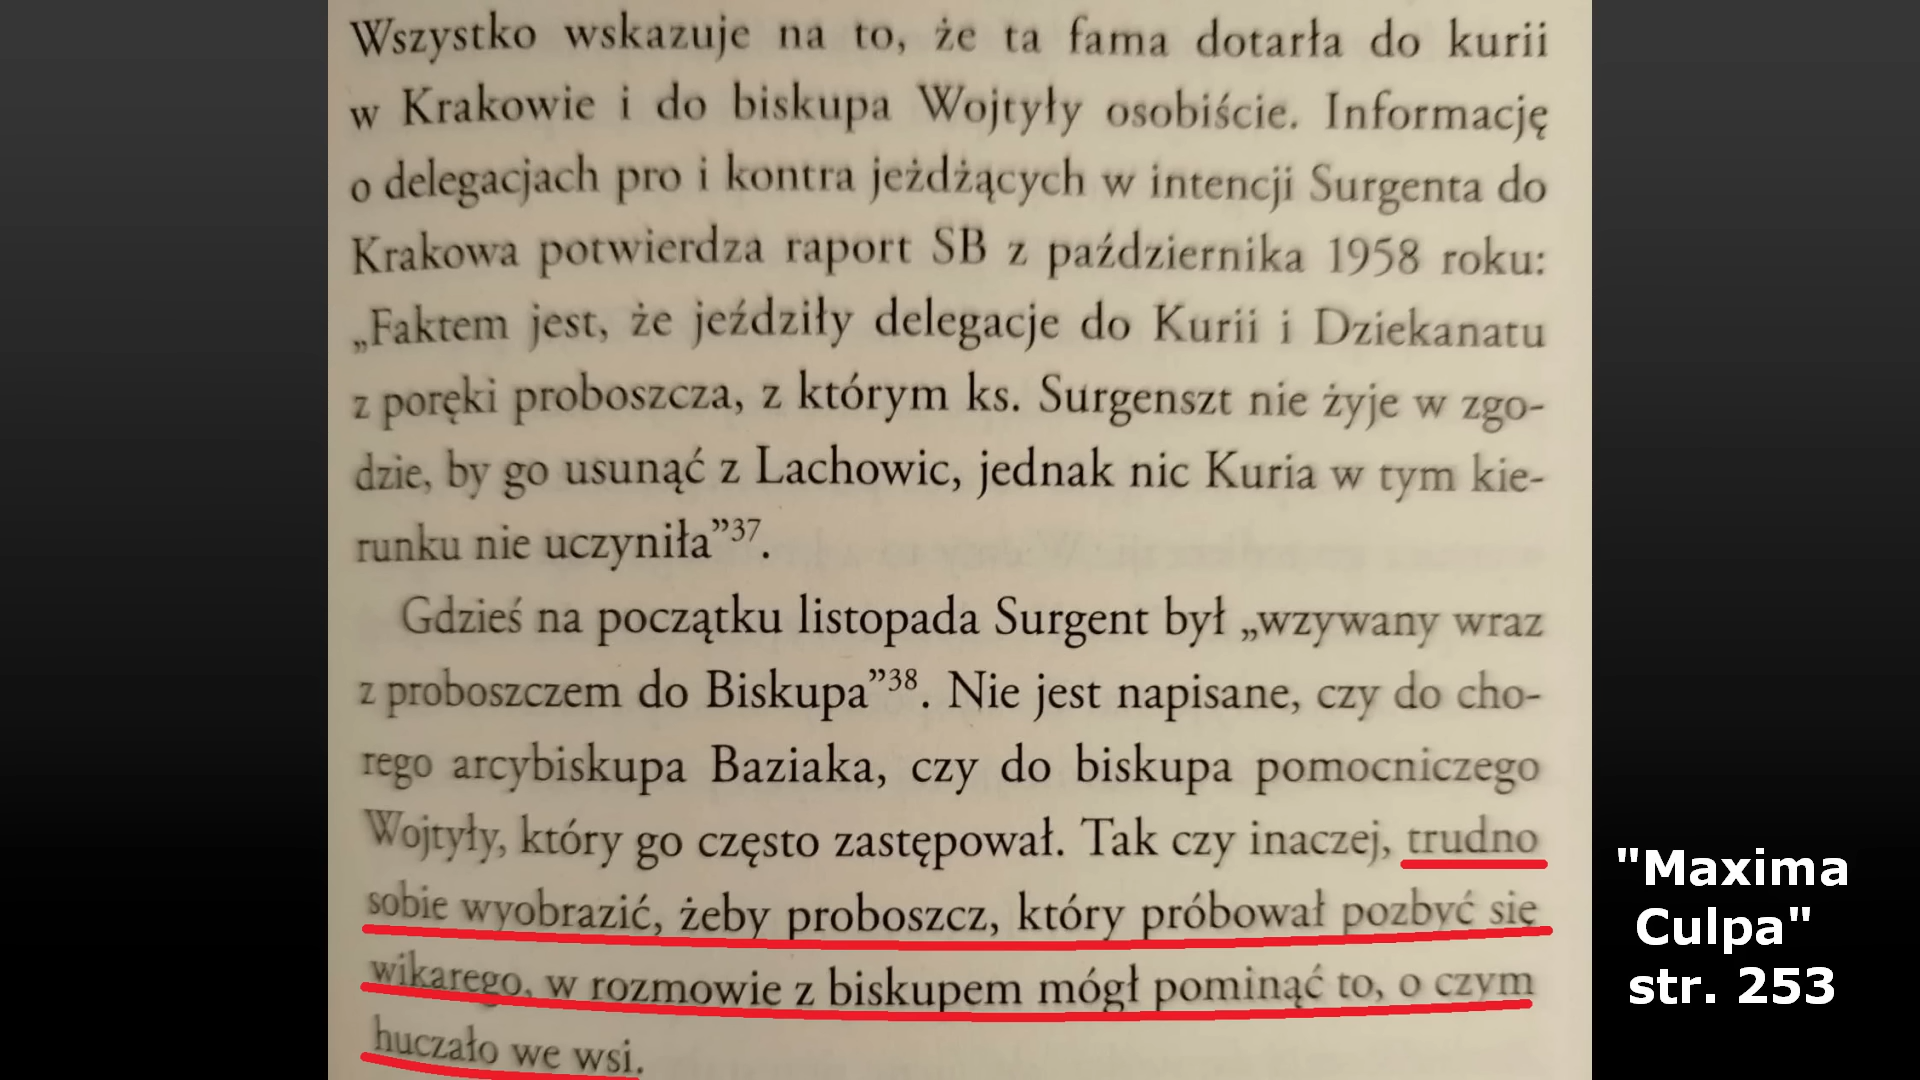 Wszystko wskazuje na to, że ta fama dotarła do kurii
w Krakowie i do biskupa Wojtyły osobiście. Informację
o delegacjach pro i kontra jeżdżących w intencji Surgenta do
Krakowa potwierdza raport SB z października 1958 roku:
„Faktem jest, że jeździły delegacje do Kurii i Dziekanatu
z poręki proboszcza, z którym ks. Surgenszt nie żyje w zgo-
dzie, by go usunąć z Lachowic, jednak nic Kuria w tym kie-
runku nie uczyniła”37.
Gdzieś na początku listopada Surgent był „wzywany wraz
z proboszczem do Biskupa”38. Nie jest napisane, czy do cho-
rego arcybiskupa Baziaka, czy do biskupa pomocniczego
Wojtyły, który go często zastępował. Tak czy inaczej, trudno
sobie wyobrazić, żeby proboszcz, który próbował pozbyć się
wikarego, w rozmowie z biskupem mógł pominąć to, o czym
huczało we wsi.
"Maxima
Culpa"
str. 253